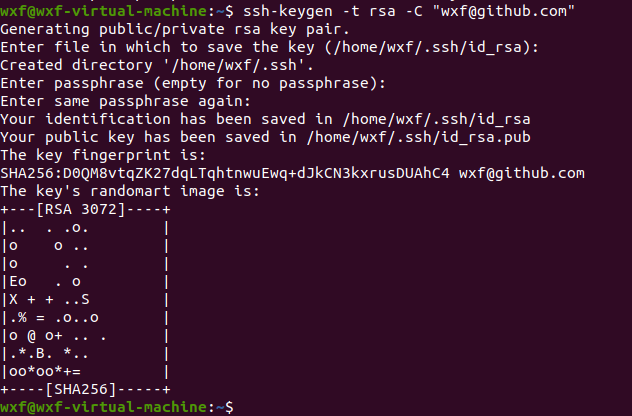 wxf@wxf-virtual-machine:~$ ssh-keygen -t rsa -C "wxf@github.com"
Generating public/private rsa key pair.
Enter file in which to save the key (/home/wxf/.ssh/id_rsa):
Created directory '/home/wxf/.ssh'.
Enter passphrase (empty for no passphrase):
Enter same passphrase again:
Your identification has been saved in /home/wxf/.ssh/id_rsa
Your public key has been saved in /home/wxf/.ssh/id_rsa.pub
The key fingerprint is:
SHA256:D0QM8vtqZK27dqLTqhtnwuEwq+dJkCN3kxrusDUAhC4 wxf@github.com
The key's randomart image is:
+---[RSA 3072]----+
|..  . .o.        |
|o    o ..        |
|o     . .        |
|Eo   . o         |
|X + + ..S        |
|.% = .o..o       |
|o @ o+ .. .      |
|.*.B. *..        |
|oo*oo*+=         |
+----[SHA256]-----+
wxf@wxf-virtual-machine:~$